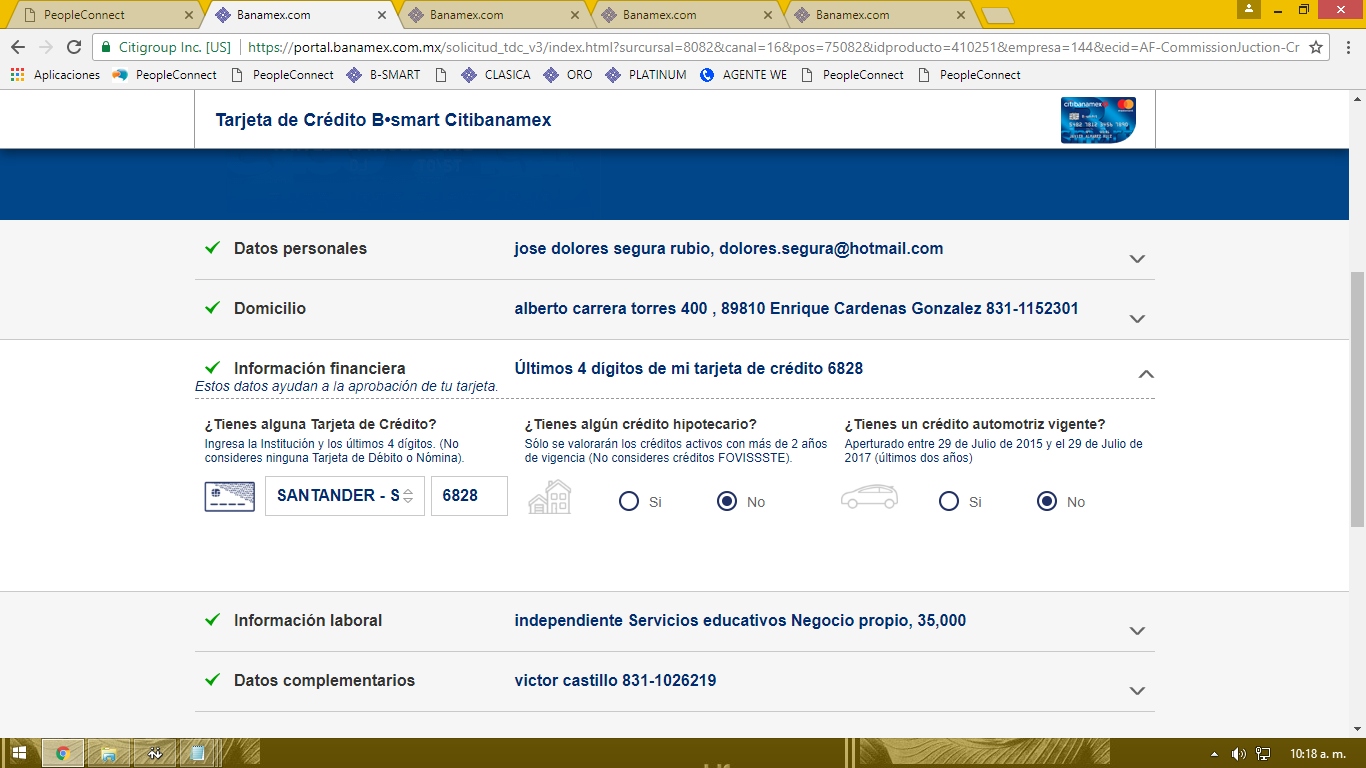 PeopleConnect
Banamex.com
Banamex.com
Banamex.com
Banamex.com
Citigroup Inc. [US]
https://portal.banamex.com.mx/solicitud_tdc_v3/index.html?surcursal=8082&canal=16&pos=75082&idproducto=410251&empresa=144&ecid=AF-CommissionJuction-Cr
Aplicaciones
PeopleConnect
PeopleConnect
B-SMART
CLASICA
ORO
PLATINUM
AGENTE WE
PeopleConnect
PeopleConnect
Tarjeta de Crédito B•smart Citibanamex
citibanamex
Datos personales
jose dolores segura rubio, dolores.segura@hotmail.com
Domicilio
alberto carrera torres 400 , 89810 Enrique Cardenas Gonzalez 831-1152301
Información financiera
Últimos 4 dígitos de mi tarjeta de crédito 6828
Estos datos ayudan a la aprobación de tu tarjeta.
¿Tienes alguna Tarjeta de Crédito?
Ingresa la Institución y los últimos 4 dígitos. (No
consideres ninguna Tarjeta de Débito o Nómina).
SANTANDER - S
6828
¿Tienes algún crédito hipotecario?
Sólo se valorarán los créditos activos con más de 2 años
de vigencia (No consideres créditos FOVISSSTE).
Si
No
¿Tienes un crédito automotriz vigente?
Aperturado entre 29 de Julio de 2015 y el 29 de Julio de
2017 (últimos dos años)
Si
No
Información laboral
independiente Servicios educativos Negocio propio, 35,000
Datos complementarios
victor castillo 831-1026219
10:18 a. m.